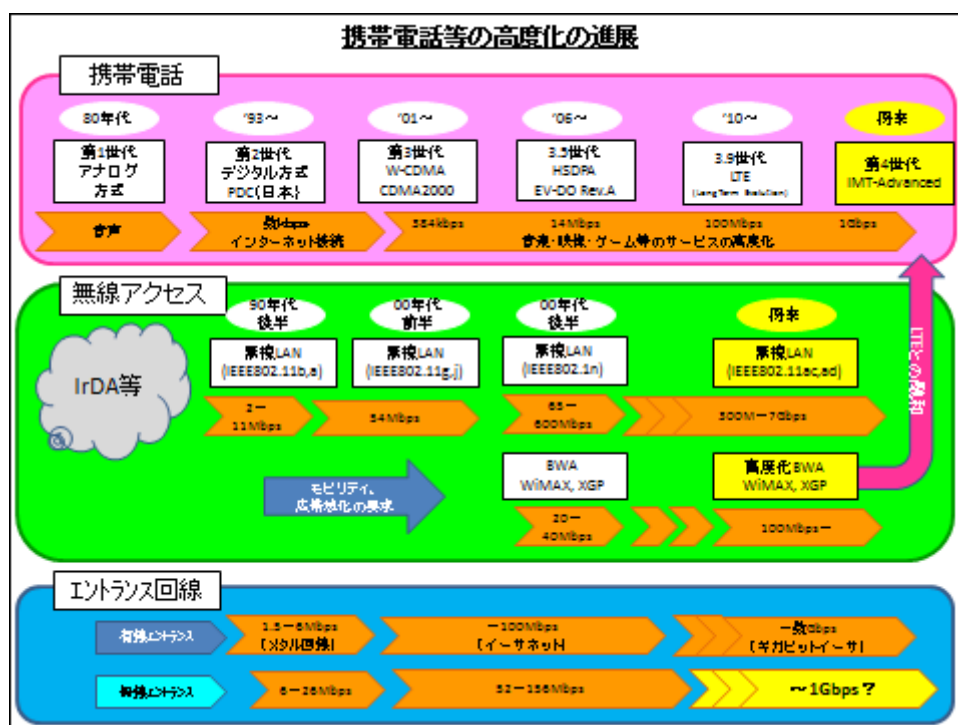 携帯電話等の高度化の進展
携帯電話
80年代
'93～
'01～
'06～
'10～
将来
第1世代
アナログ
方式
第2世代
デジタル方式
PDC(日本)
第3世代
W-CDMA
CDMA2000
3.5世代
HSDPA
EV-DO Rev.A
3.9世代
LTE
(Long Term Evolution)
第4世代
IMT-Advanced
音声
数kbps
インターネット接続
384kbps
14Mbps
100Mbps
1Gbps
音楽・映像・ゲーム等のサービスの高度化
無線アクセス
90年代
後半
00年代
前半
00年代
後半
将来
IrDA等
無線LAN
(IEEE802.11b,a)
無線LAN
(IEEE802.11g,j)
無線LAN
(IEEE802.1n)
無線LAN
(IEEE802.11ac,ad)
2－
11Mbps
54Mbps
65－
600Mbps
500M－7Gbps
LTEとの融和
モビリティ、
広帯域化の要求
BWA
WiMAX, XGP
高度化BWA
WiMAX, XGP
20－
40Mbps
100Mbps－
エントランス回線
有線エントランス
1.5－6Mbps
(メタル回線)
－100Mbps
(イーサネット)
－数Gbps
(ギガビットイーサ)
無線エントランス
6－26Mbps
52－156Mbps
～1Gbps？